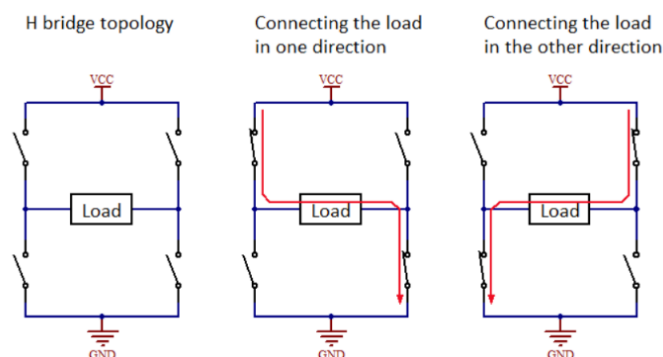 H bridge topology
Connecting the load
in one direction
Connecting the load
in the other direction
VCC
VCC
VCC
Load
Load
Load
GND
GND
GND